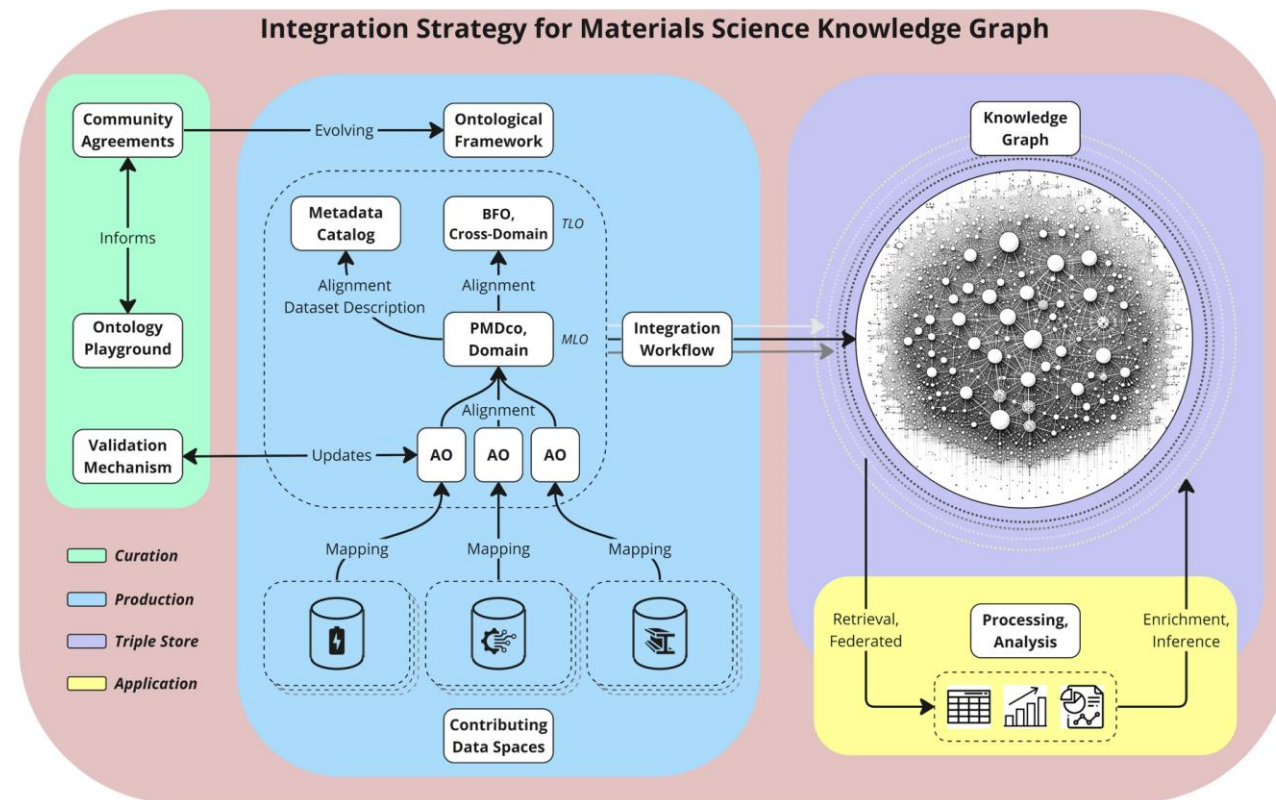 Integration Strategy for Materials Science Knowledge Graph
Community
Agreements
Evolving
Ontological
Framework
Informs
Ontology
Playground
Validation
Mechanism
Updates
Metadata
Catalog
BFO,
Cross-Domain
TLO
Alignment
Dataset Description
Alignment
PMDco,
Domain
MLO
Alignment
AO
AO
AO
Mapping
Mapping
Mapping
Contributing
Data Spaces
Integration
Workflow
Knowledge
Graph
Retrieval,
Federated
Processing,
Analysis
Enrichment,
Inference
Curation
Production
Triple Store
Application